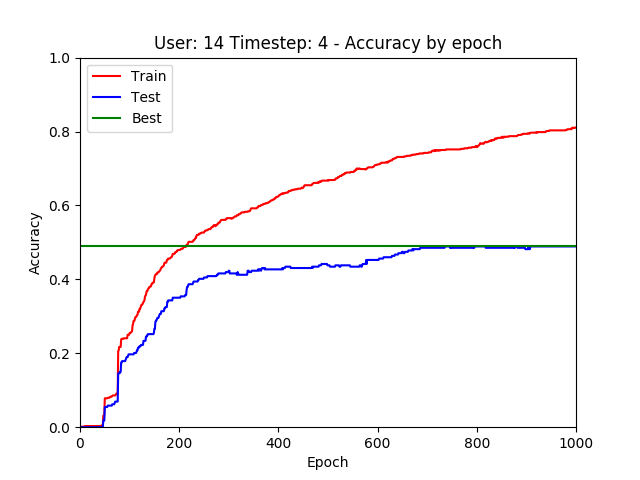 User: 14 Timestep: 4 - Accuracy by epoch
Train
Test
Best
Accuracy
1.0
0.8
0.6
0.4
0.2
0.0
0 200 400 600 800 1000
Epoch